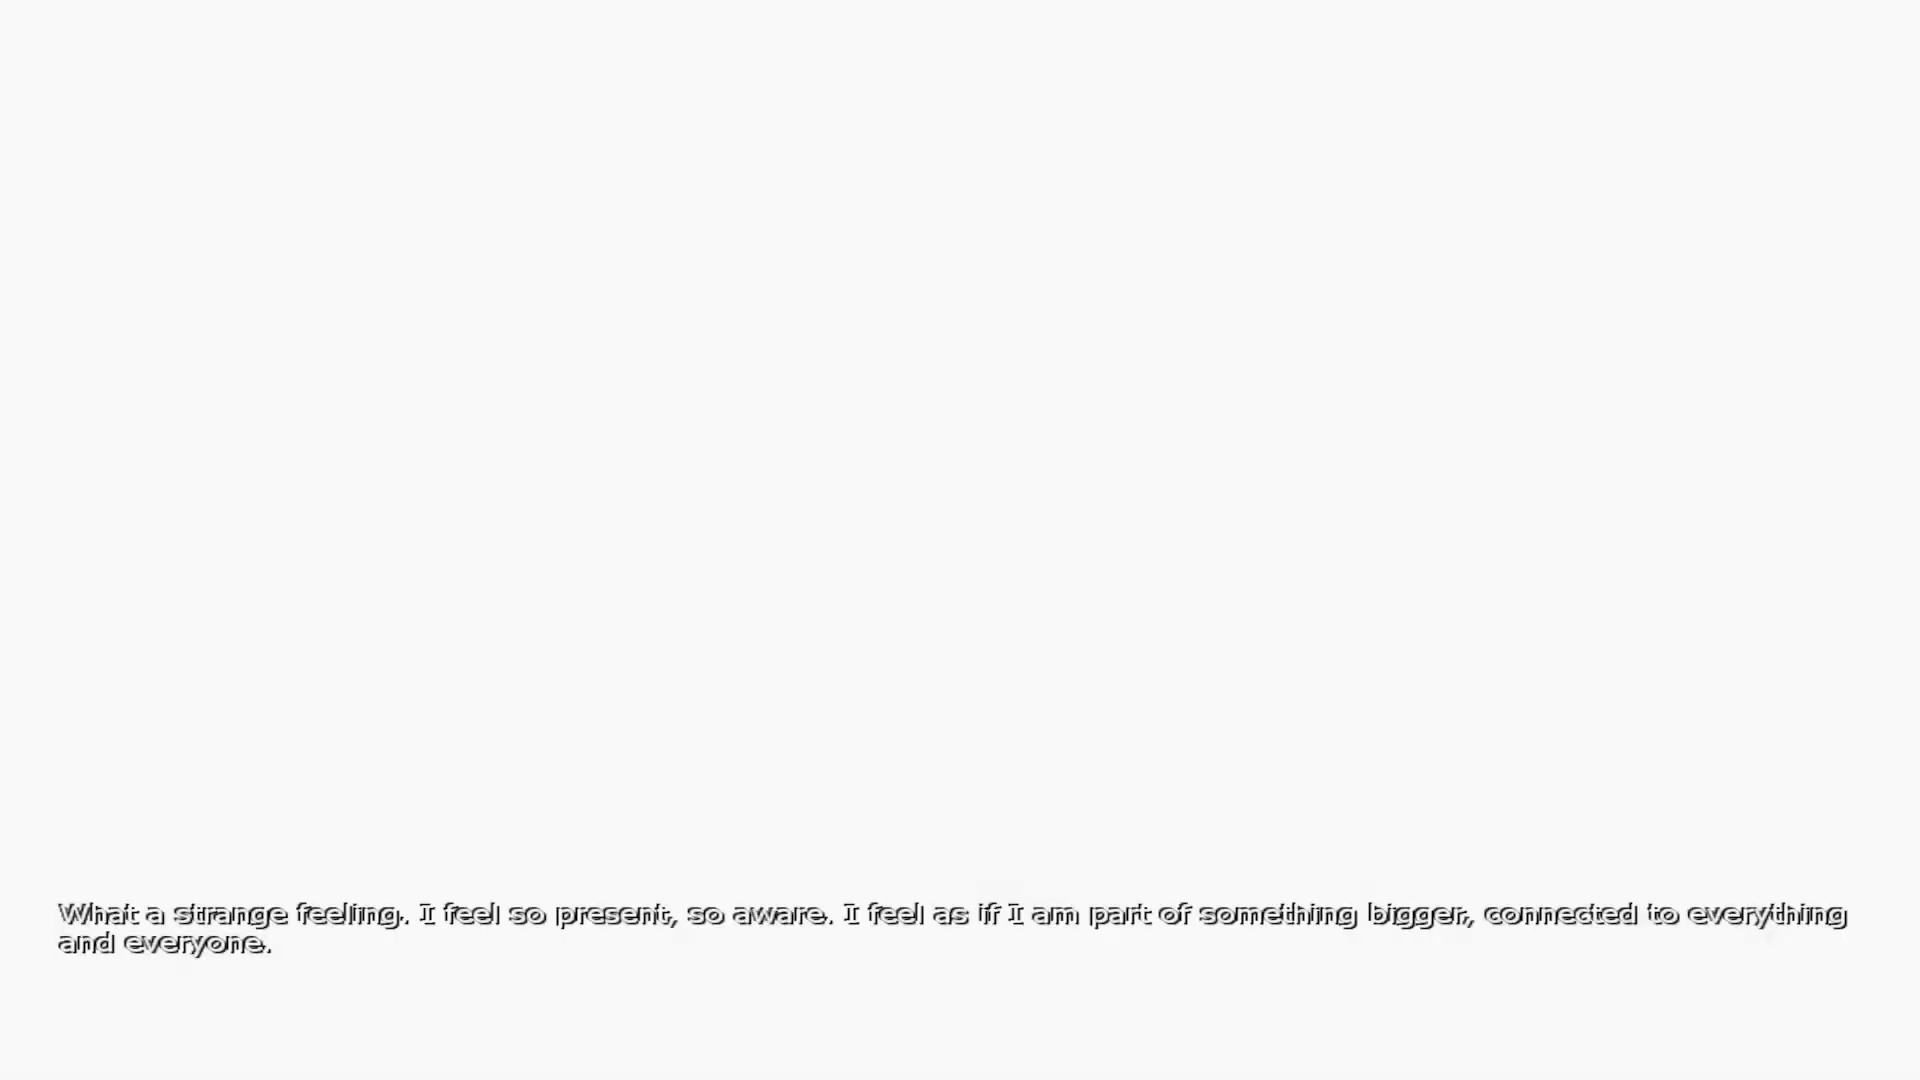 What a strange feeling. I feel so present, so aware. I feel as if I am part of something bigger, connected to everything
and everyone.